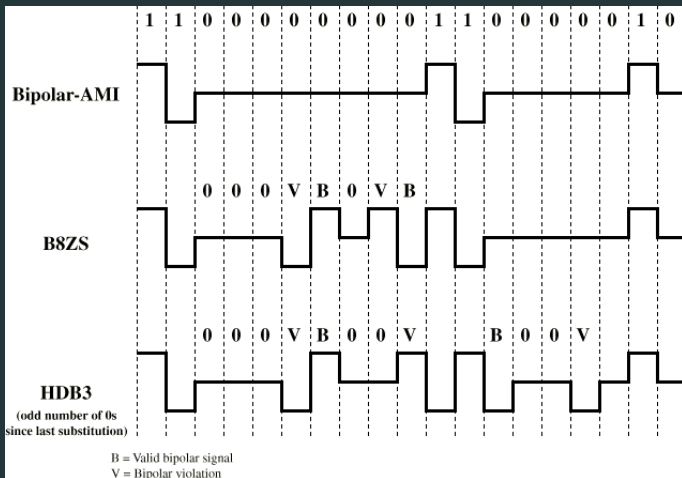 1 1 0 0 0 0 0 0 0 0 1 1 0 0 0 0 0 1 0
Bipolar-AMI
0 0 0 V B 0 V B
B8ZS
0 0 0 V B 0 0 V B 0 0 V
HDB3
(odd number of 0s
since last substitution)
B = Valid bipolar signal
V = Bipolar violation